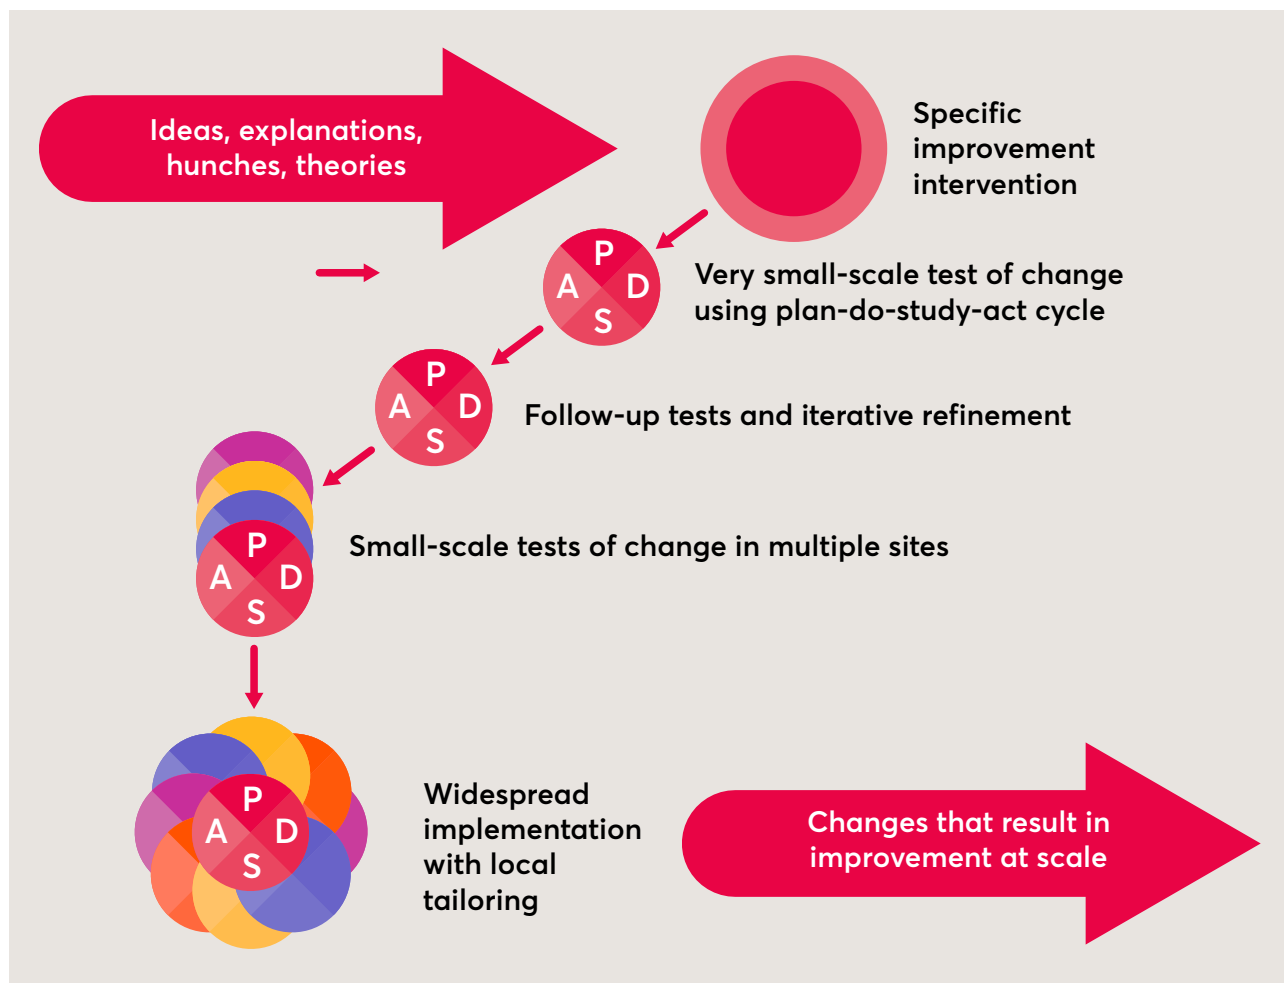 Ideas, explanations,
hunches, theories
Specific
improvement
intervention
P
A D
S
Very small-scale test of change
using plan-do-study-act cycle
P
A D
S
Follow-up tests and iterative refinement
P
A D
S
Small-scale tests of change in multiple sites
P
A D
S
Widespread
implementation
with local
tailoring
Changes that result in
improvement at scale